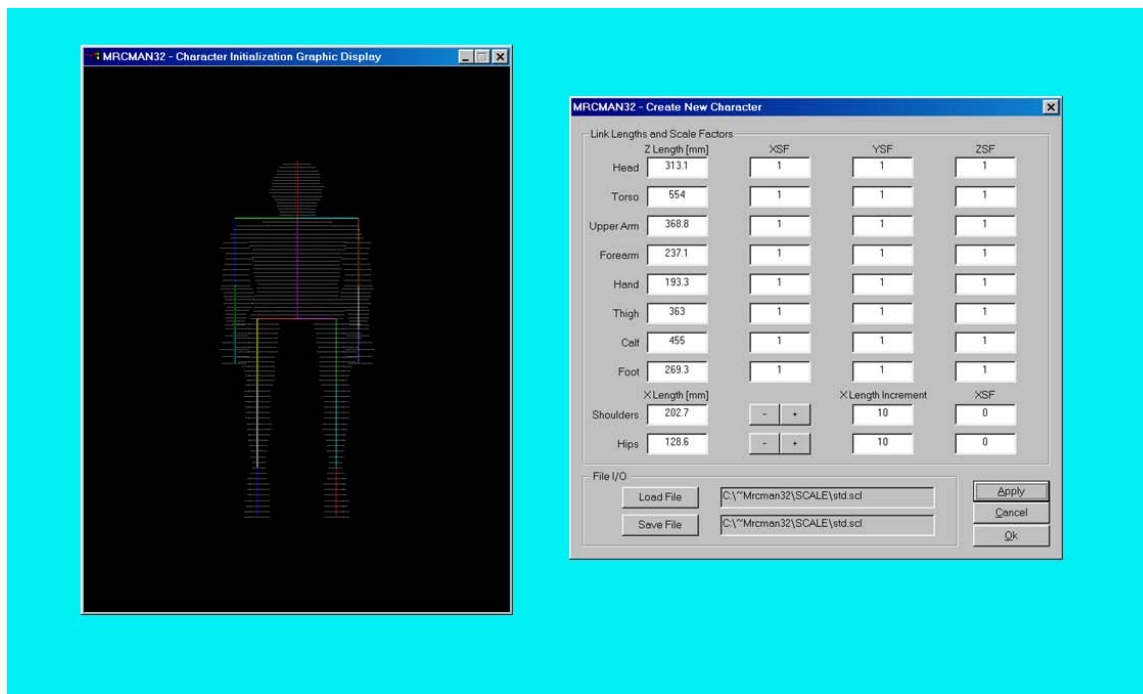 MRCMAN32 - Character Initialization Graphic Display
MRCMAN32 - Create New Character
Link Lengths and Scale Factors
Z Length [mm] XSF YSF ZSF
Head 313.1 1 1 1
Torso 554 1 1 1
Upper Arm 368.8 1 1 1
Forearm 237.1 1 1 1
Hand 193.3 1 1 1
Thigh 363 1 1 1
Calf 455 1 1 1
Foot 269.3 1 1 1
X Length [mm] X Length Increment XSF
Shoulders 202.7 - + 10 0
Hips 128.6 - + 10 0
File I/O
Load File C:\~Mrcman32\SCALE\std.scl
Save File C:\~Mrcman32\SCALE\std.scl
Apply
Cancel
Ok